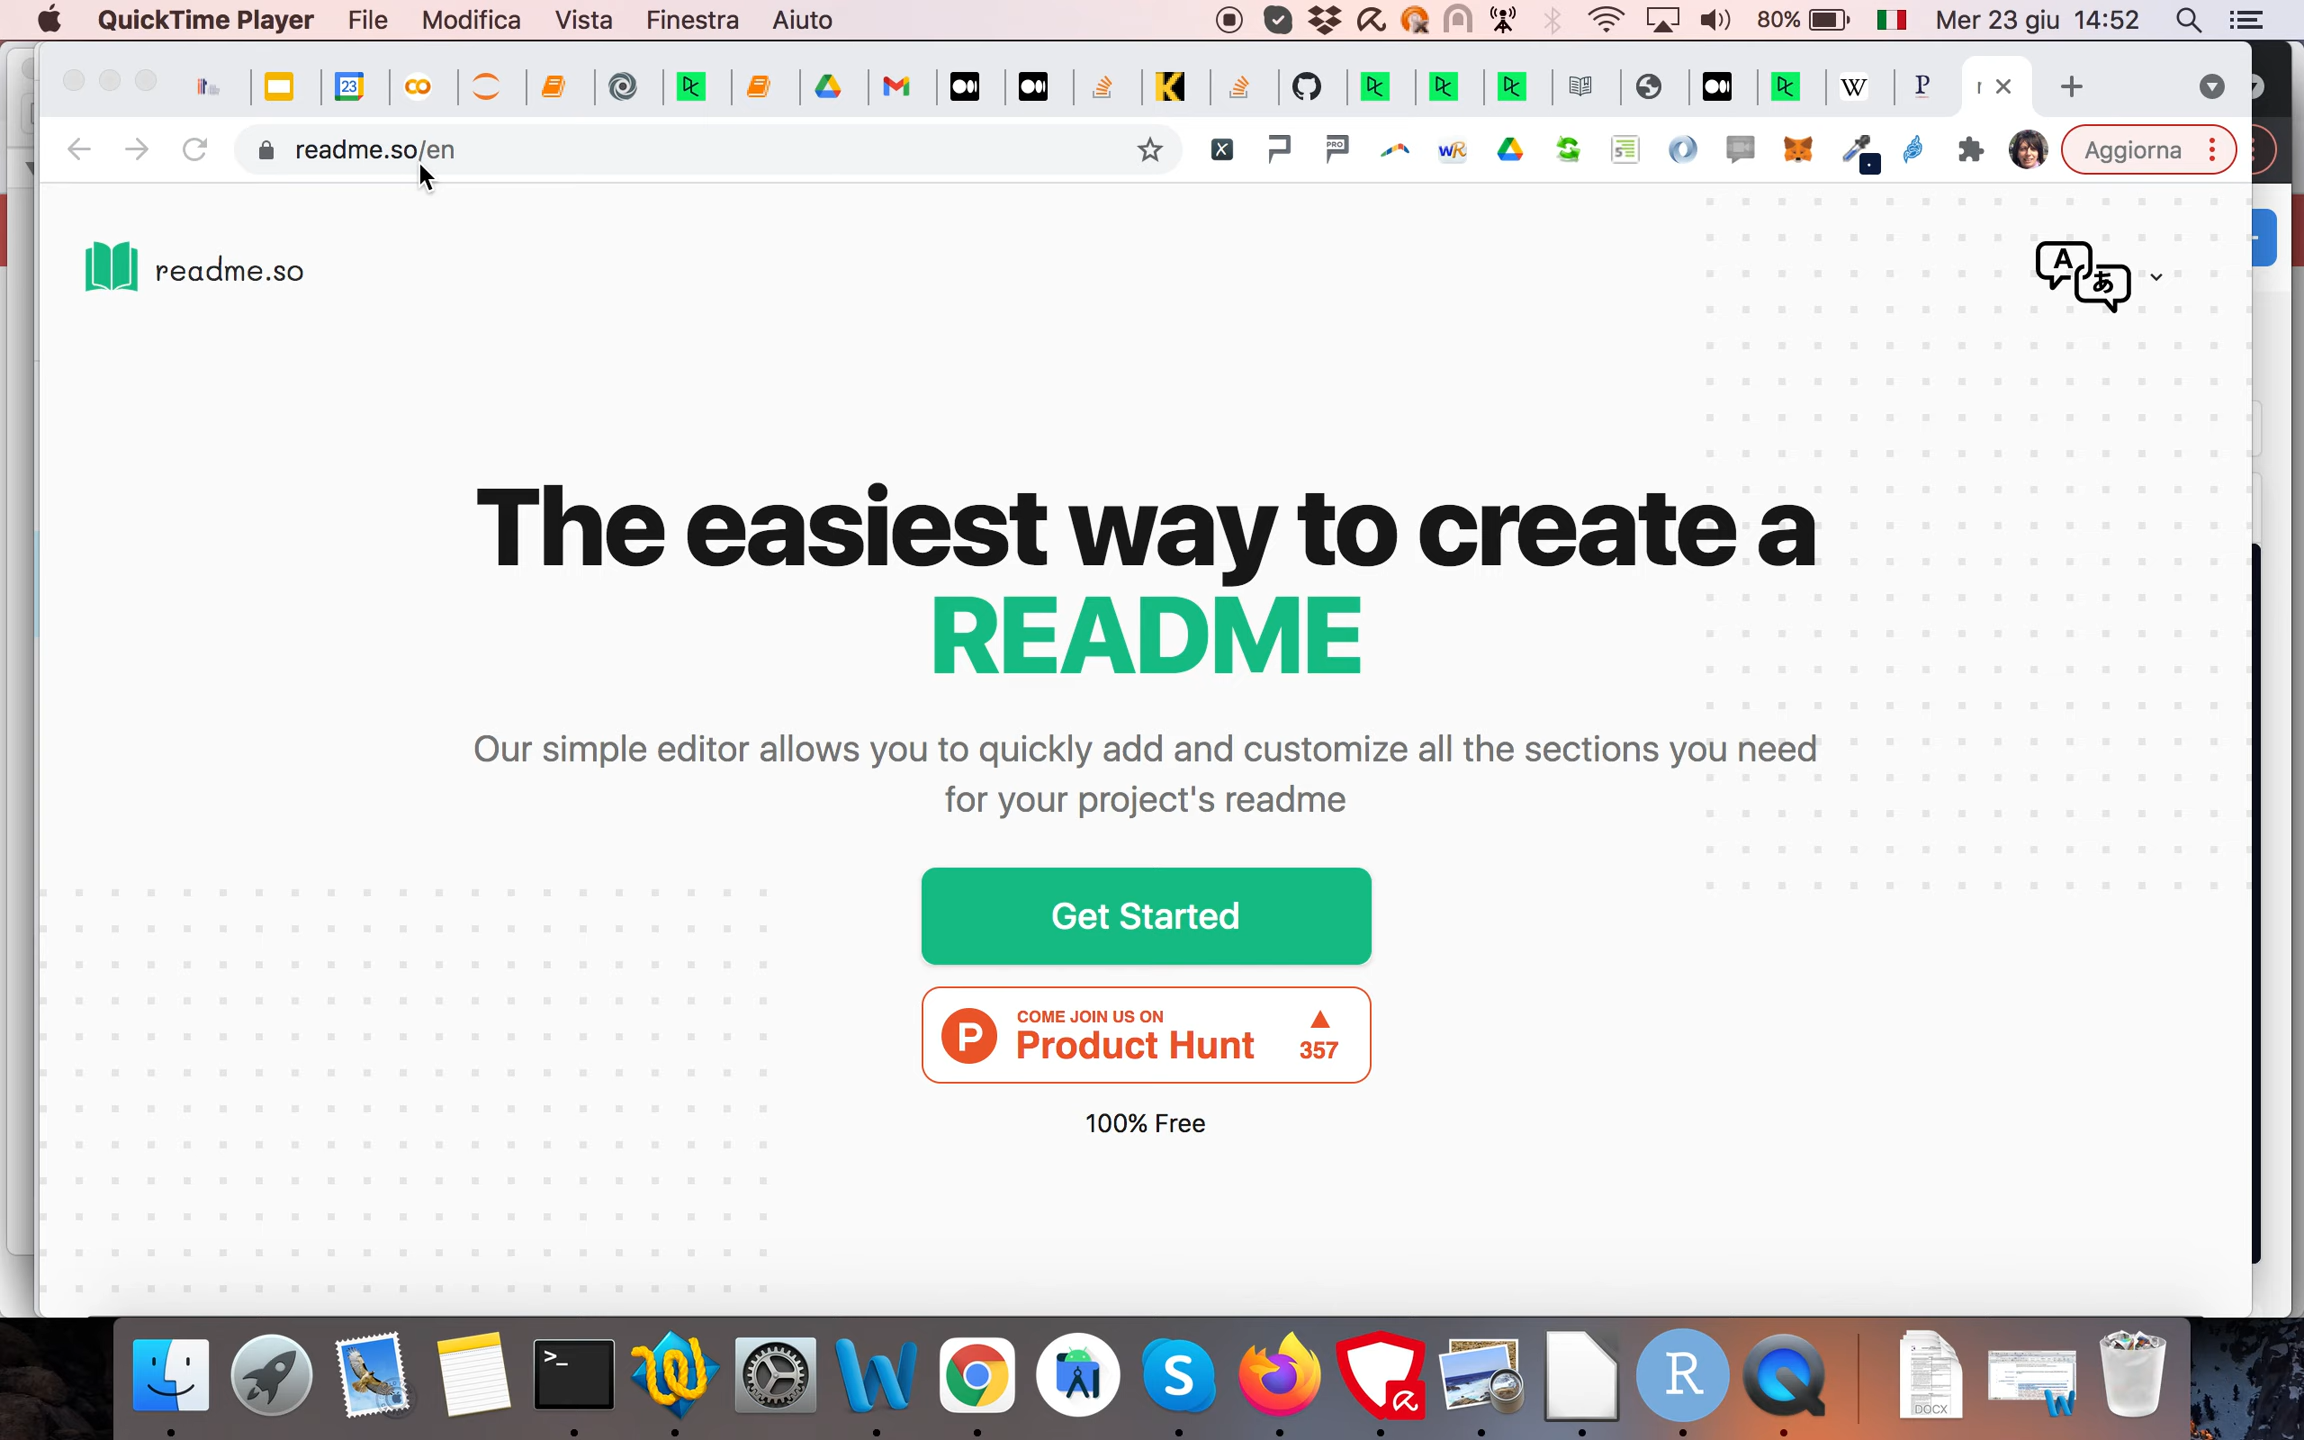 QuickTime Player File Modifica Vista Finestra Aiuto 80% Mer 23 giu 14:52
23
readme.so/en
Aggiorna
readme.so
The easiest way to create a
README
Our simple editor allows you to quickly add and customize all the sections you need
for your project's readme
Get Started
COME JOIN US ON
Product Hunt
357
100% Free
DOCX